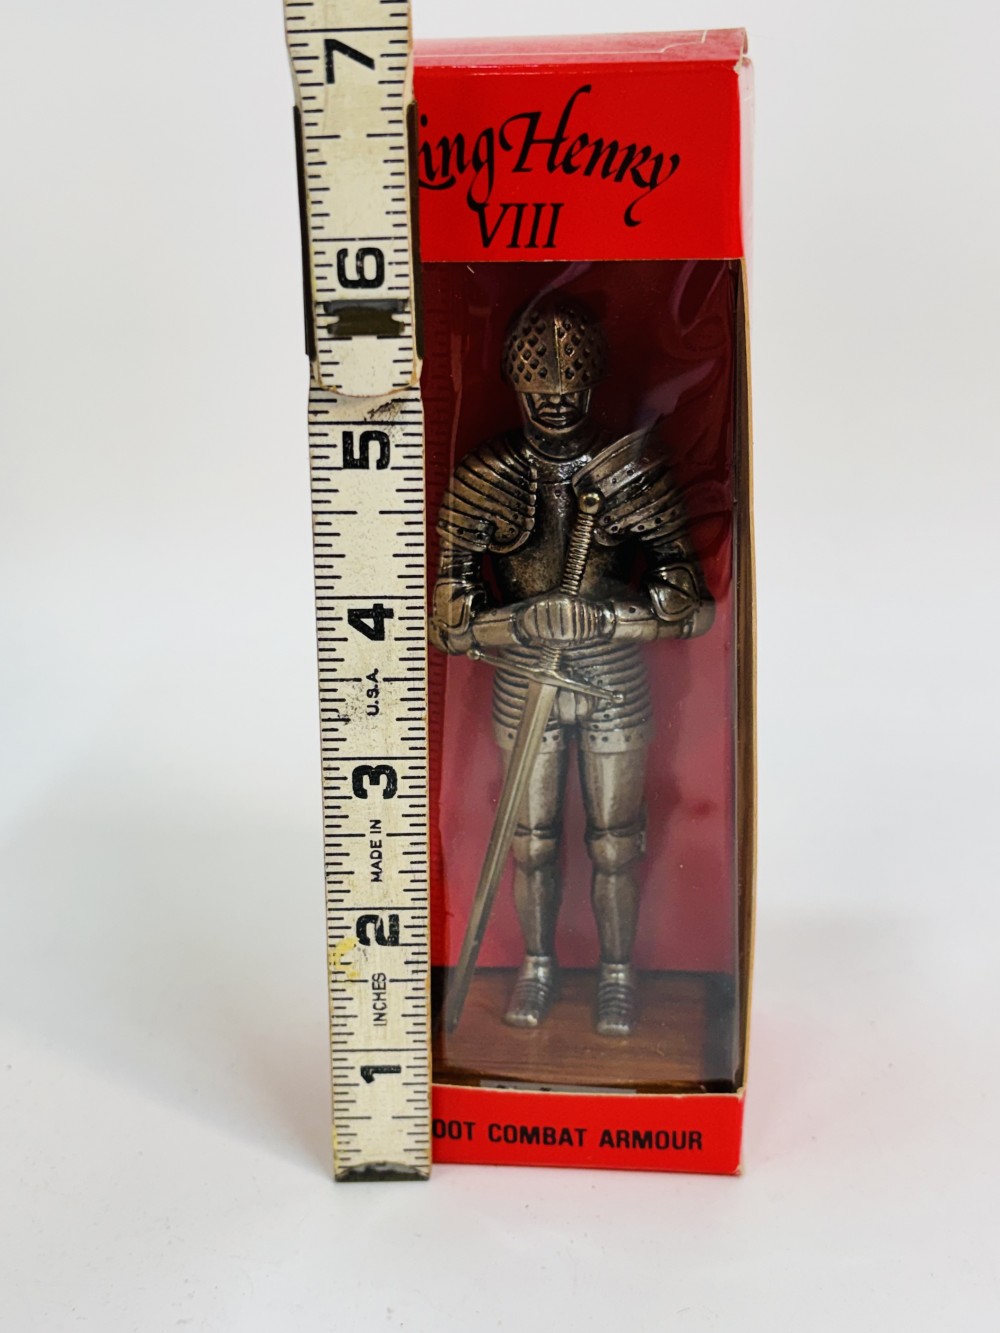 ing Henry
VIII
7
6
5
4
U.S.A.
3
MADE IN
2
INCHES
1
OOT COMBAT ARMOUR